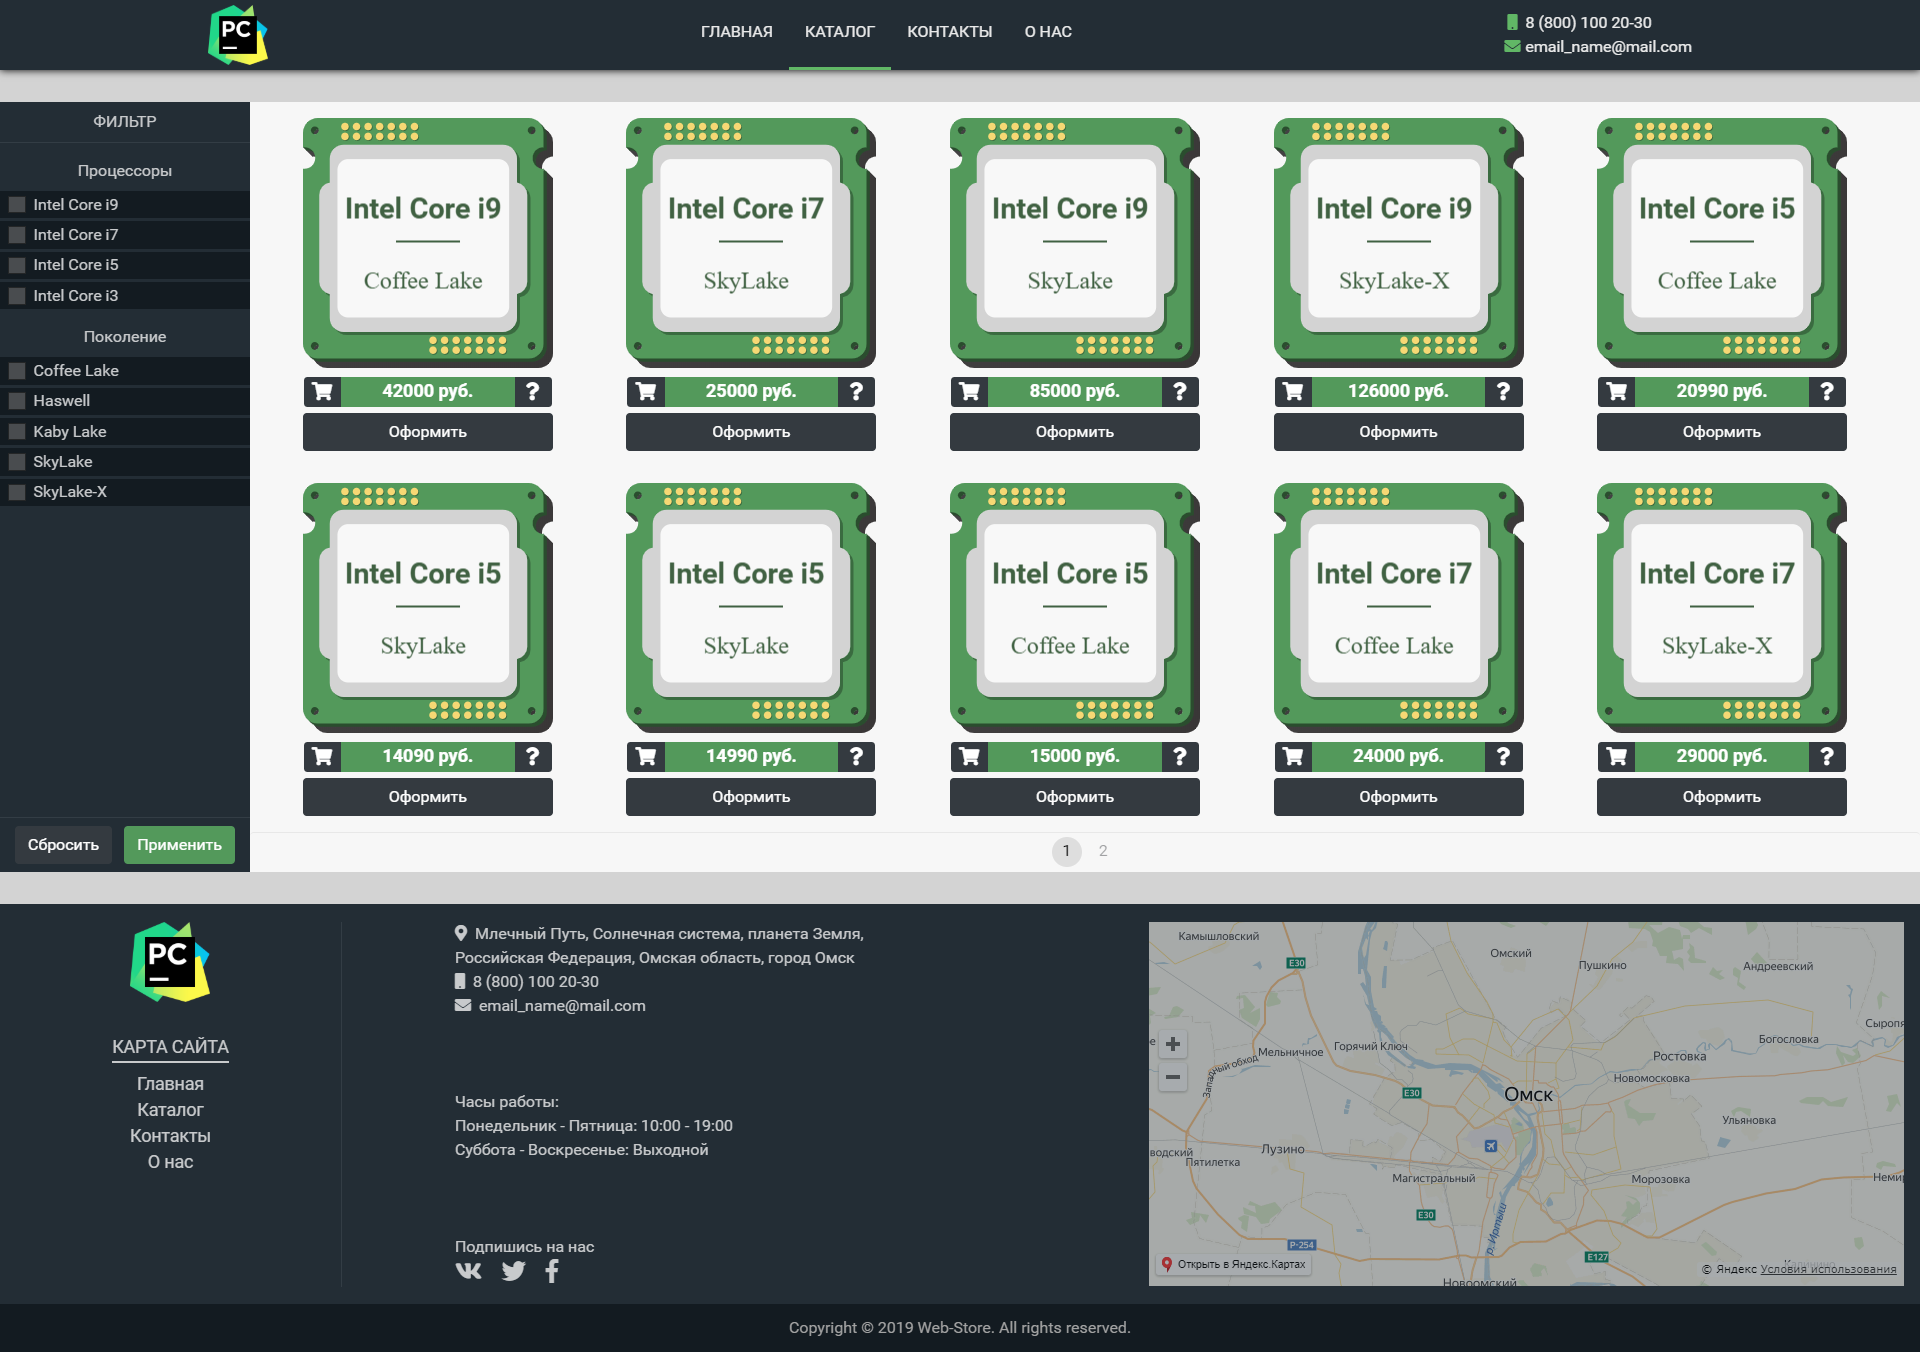 PC
ГЛАВНАЯ
КАТАЛОГ
КОНТАКТЫ
О НАС
8 (800) 100 20-30
email_name@mail.com
ФИЛЬТР
Процессоры
Intel Core i9
Intel Core i7
Intel Core i5
Intel Core i3
Поколение
Coffee Lake
Haswell
Kaby Lake
SkyLake
SkyLake-X
Сбросить
Применить
Intel Core i9
Coffee Lake
42000 руб.
?
Оформить
Intel Core i7
SkyLake
25000 руб.
?
Оформить
Intel Core i9
SkyLake
85000 руб.
?
Оформить
Intel Core i9
SkyLake-X
126000 руб.
?
Оформить
Intel Core i5
Coffee Lake
20990 руб.
?
Оформить
Intel Core i5
SkyLake
14090 руб.
?
Оформить
Intel Core i5
SkyLake
14990 руб.
?
Оформить
Intel Core i5
Coffee Lake
15000 руб.
?
Оформить
Intel Core i7
Coffee Lake
24000 руб.
?
Оформить
Intel Core i7
SkyLake-X
29000 руб.
?
Оформить
1
2
PC
КАРТА САЙТА
Главная
Каталог
Контакты
О нас
Млечный Путь, Солнечная система, планета Земля,
Российская Федерация, Омская область, город Омск
8 (800) 100 20-30
email_name@mail.com
Часы работы:
Понедельник - Пятница: 10:00 - 19:00
Суббота - Воскресенье: Выходной
Подпишись на нас
Камышловский
Омский
Пушкино
Андреевский
E30
Сыропя
Богословка
Горячий Ключ
Мельничное
Ростовка
Западный обход
Новомосковка
E30
Омск
Ульяновка
Лузино
водский
Пятилетка
Магистральный
Морозовка
Немир
E30
р. Иртыш
P-254
E127
Открыть в Яндекс.Картах
© Яндекс Условия использования
Новоомский
Copyright © 2019 Web-Store. All rights reserved.